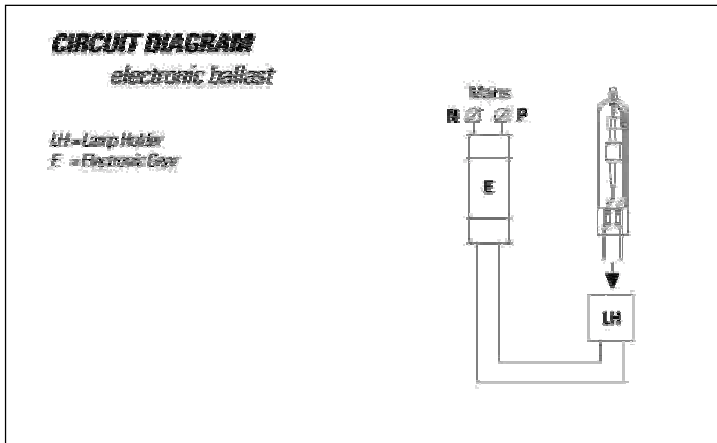 CIRCUIT DIAGRAM
electronic ballast
LH = Lamp Holder
E = Electronic Gear
Mains
N P
E
LH